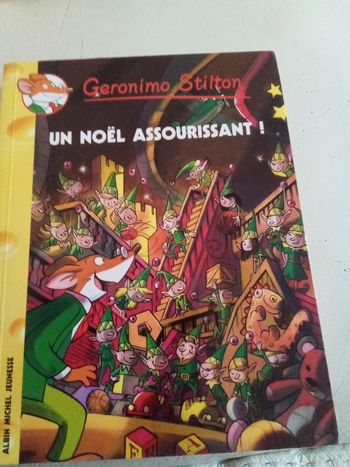 Geronimo Stilton
UN NOËL ASSOURISSANT !
ALBIN MICHEL JEUNESSE
E
A